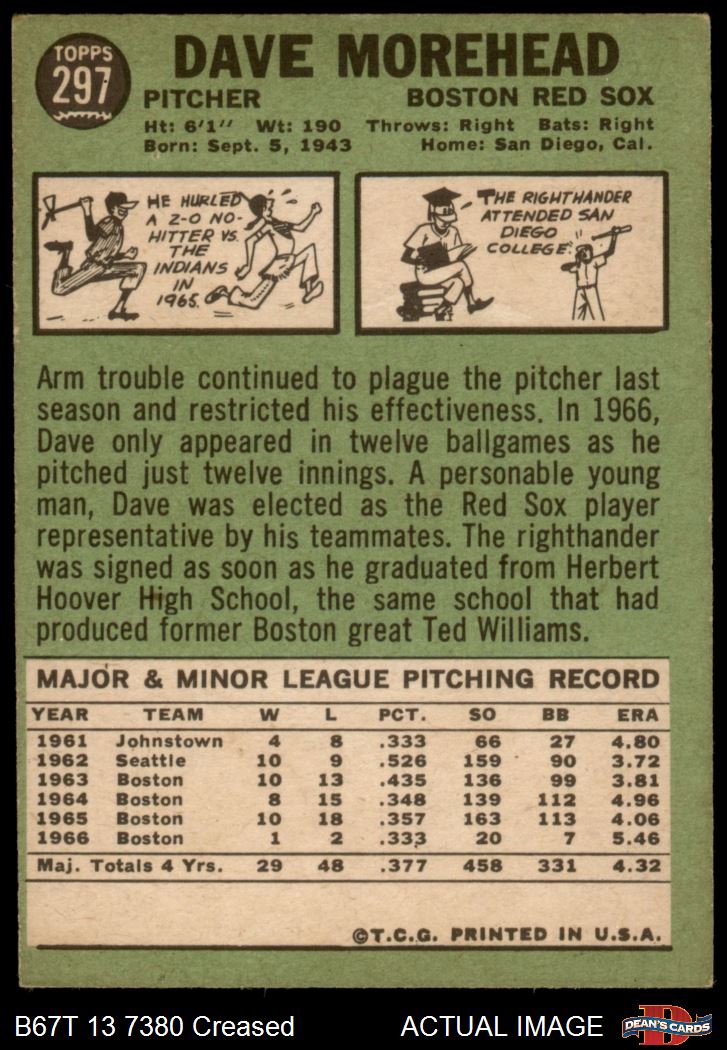 TOPPS
297
DAVE MOREHEAD
PITCHER BOSTON RED SOX
Ht: 6'1" Wt: 190 Throws: Right Bats: Right
Born: Sept. 5, 1943 Home: San Diego, Cal.
HE HURLED
A 2-0 NO-
HITTER VS.
THE
INDIANS
IN
1965.
THE RIGHTHANDER
ATTENDED SAN
DIEGO
COLLEGE.
Arm trouble continued to plague the pitcher last
season and restricted his effectiveness. In 1966,
Dave only appeared in twelve ballgames as he
pitched just twelve innings. A personable young
man, Dave was elected as the Red Sox player
representative by his teammates. The righthander
was signed as soon as he graduated from Herbert
Hoover High School, the same school that had
produced former Boston great Ted Williams.
MAJOR & MINOR LEAGUE PITCHING RECORD
YEAR TEAM W L PCT. SO BB ERA
1961 Johnstown 4 8 .333 66 27 4.80
1962 Seattle 10 9 .526 159 90 3.72
1963 Boston 10 13 .435 136 99 3.81
1964 Boston 8 15 .348 139 112 4.96
1965 Boston 10 18 .357 163 113 4.06
1966 Boston 1 2 .333 20 7 5.46
Maj. Totals 4 Yrs. 29 48 .377 458 331 4.32
©T.C.G. PRINTED IN U.S.A.
B67T 13 7380 Creased ACTUAL IMAGE
D
DEAN'S CARDS